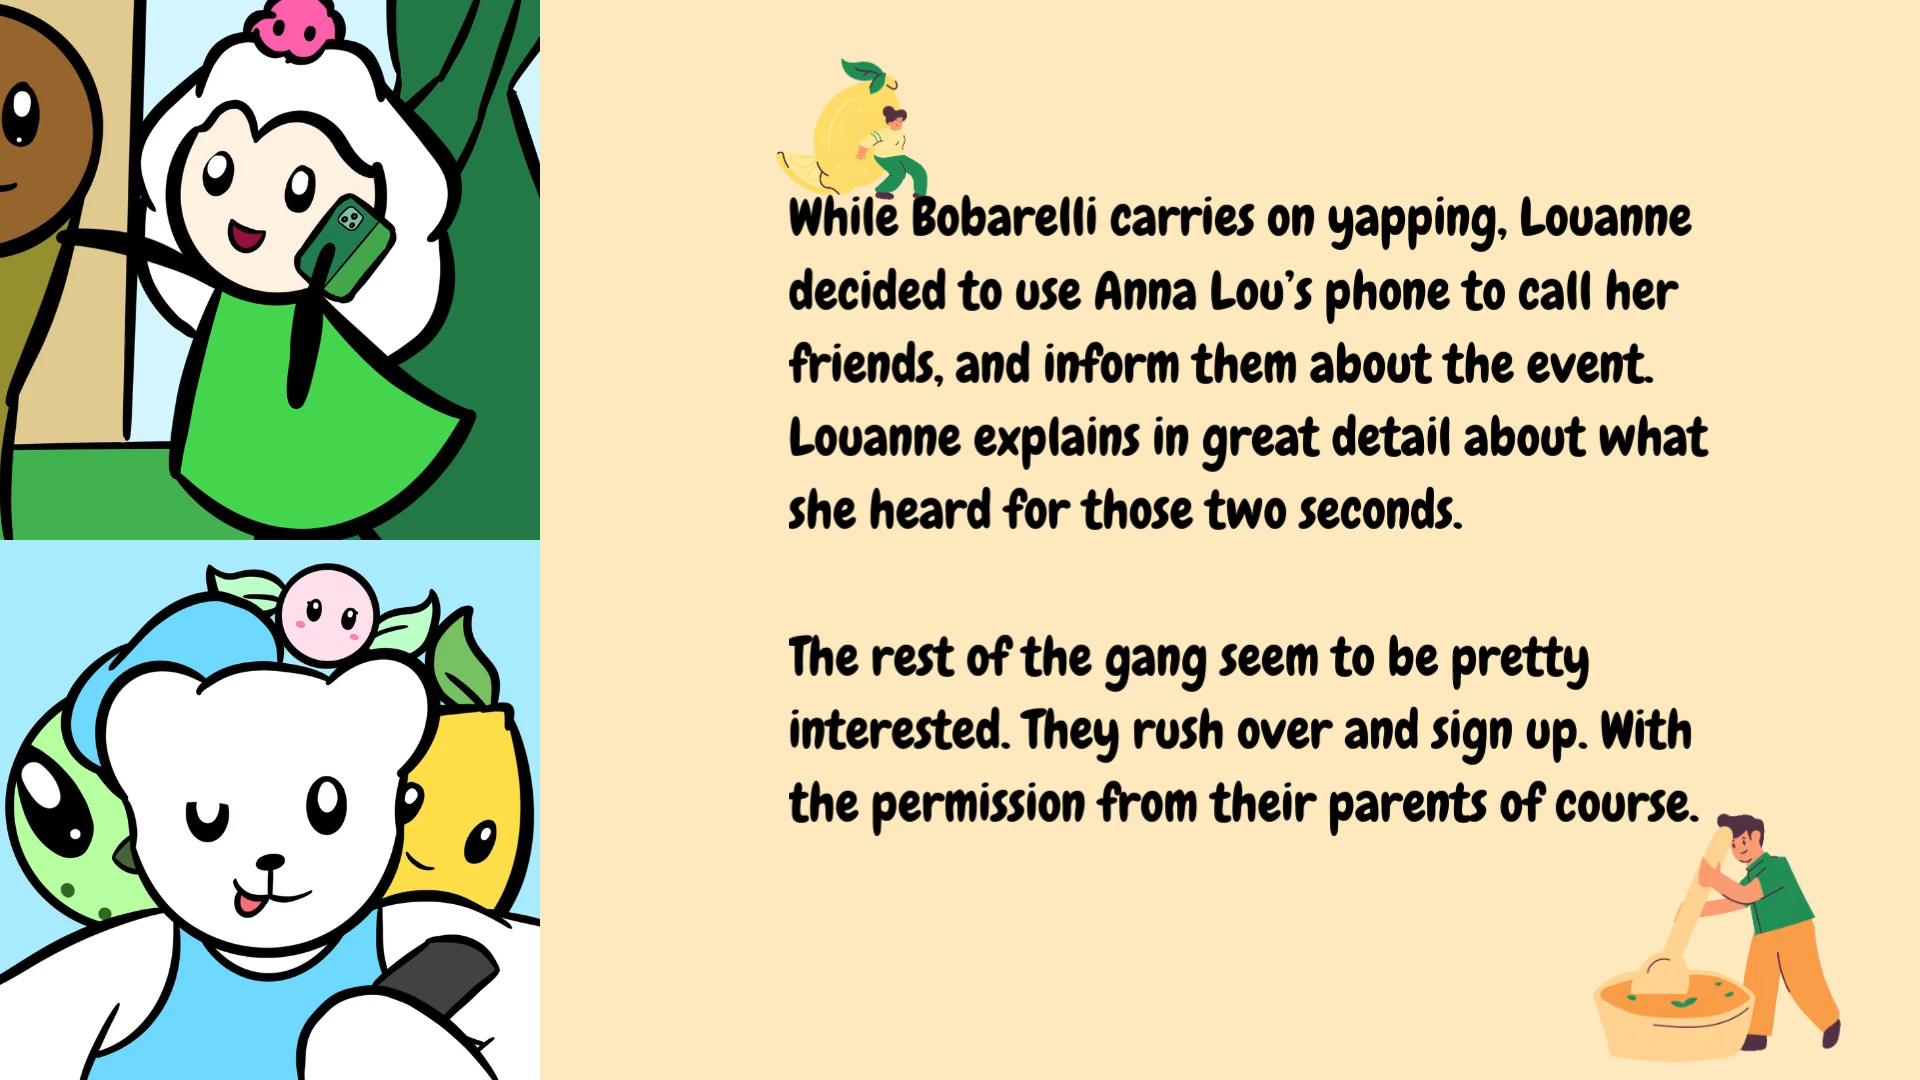 While Bobarelli carries on yapping, Louanne
decided to use Anna Lou's phone to call her
friends, and inform them about the event.
Louanne explains in great detail about what
she heard for those two seconds.
The rest of the gang seem to be pretty
interested. They rush over and sign up. With
the permission from their parents of course.